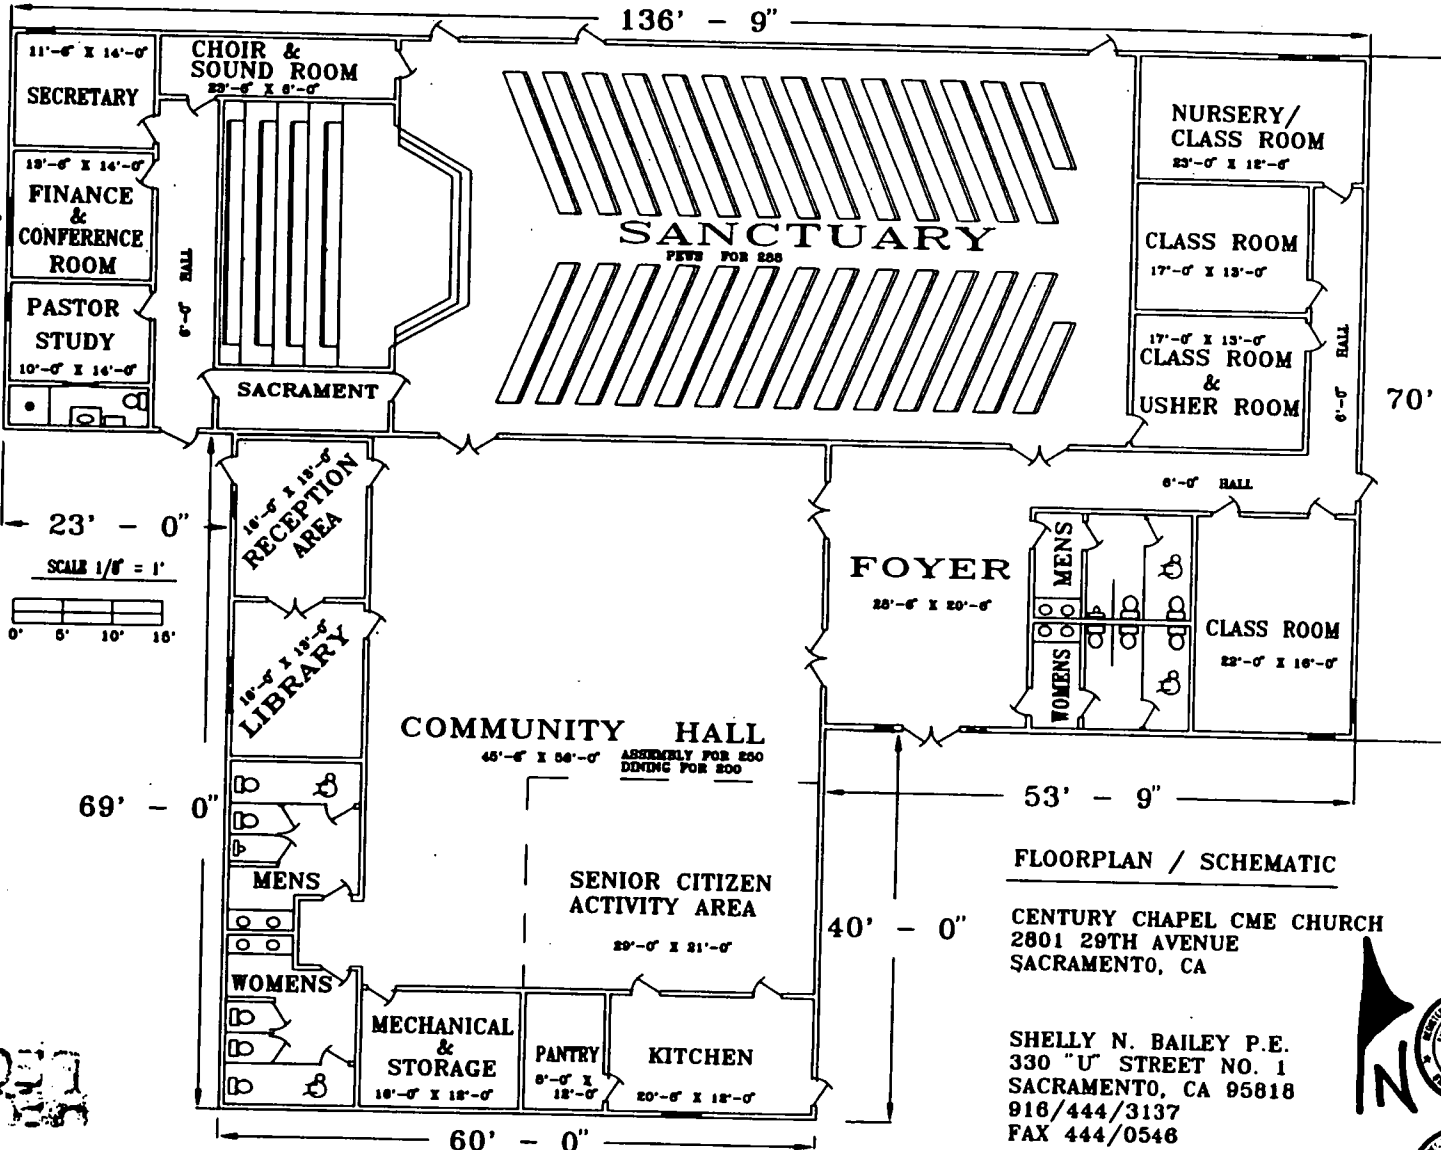 136' - 9"
11'-6" X 14'-0"
SECRETARY
CHOIR &
SOUND ROOM
23'-6" X 6'-0"
NURSERY/
CLASS ROOM
23'-0" X 12'-6"
13'-6" X 14'-0"
FINANCE
&
CONFERENCE
ROOM
6'-0" HALL
SANCTUARY
PEWS FOR
CLASS ROOM
17'-0" X 13'-0"
PASTOR
STUDY
10'-0" X 14'-0"
17'-0" X 13'-0"
CLASS ROOM
&
USHER ROOM
6'-0" HALL
70'
SACRAMENT
6'-0" HALL
23' - 0"
SCALE 1/8" = 1'
0' 5' 10' 15'
X 13'-0"
RECEPTION
AREA
X 13'-0"
LIBRARY
FOYER
28'-6" X 20'-6"
MENS
WOMENS
CLASS ROOM
22'-0" X 16'-0"
COMMUNITY HALL
45'-6" X 56'-0"
ASSEMBLY FOR 250
DINING FOR 200
69' - 0"
53' - 9"
MENS
SENIOR CITIZEN
ACTIVITY AREA
29'-0" X 21'-0"
40' - 0"
WOMENS
MECHANICAL
&
STORAGE
16'-0" X 12'-0"
PANTRY
8'-0" X
12'-0"
KITCHEN
20'-6" X 12'-0"
60' - 0"
FLOORPLAN / SCHEMATIC
CENTURY CHAPEL CME CHURCH
2801 29TH AVENUE
SACRAMENTO, CA
SHELLY N. BAILEY P.E.
330 "U" STREET NO. 1
SACRAMENTO, CA 95818
916/444/3137
FAX 444/0546
N